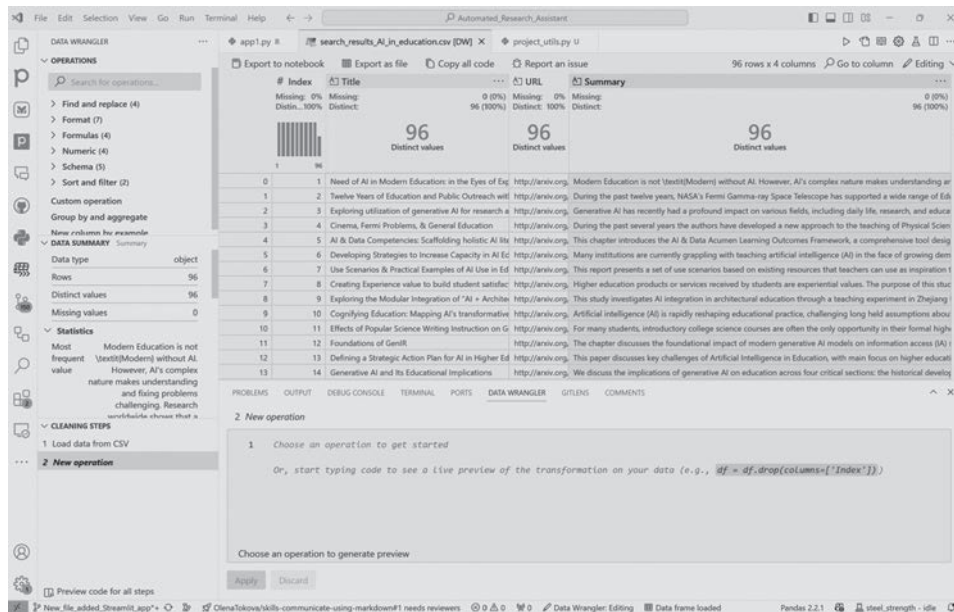 File Edit Selection View Go Run Terminal Help
Automated_Research_Assistant
DATA WRANGLER
app1.py 8
search_results_AI_in_education.csv [DW]
project_utils.py U
OPERATIONS
Search for operations...
Find and replace (4)
Format (7)
Formulas (4)
Numeric (4)
Schema (5)
Sort and filter (2)
Custom operation
Group by and aggregate
New column by example
DATA SUMMARY Summary
Data type object
Rows 96
Distinct values 96
Missing values 0
Statistics
Most frequent value
Modern Education is not
\textit{Modern} without AI.
However, AI's complex
nature makes understanding
and fixing problems
challenging. Research
worldwide shows that a
CLEANING STEPS
1 Load data from CSV
2 New operation
Preview code for all steps
Export to notebook Export as file Copy all code Report an issue 96 rows x 4 columns Go to column Editing
# Index Title URL Summary
Missing: 0% Missing: 0 (0%) Missing: 0% Missing: 0 (0%)
Distin...100% Distinct: 96 (100%) Distinct: 100% Distinct: 96 (100%)
96 96 96
Distinct values Distinct values Distinct values
1 96
0 1 Need of AI in Modern Education: in the Eyes of Exp http://arxiv.org, Modern Education is not \textit{Modern} without AI. However, AI's complex nature makes understanding an
1 2 Twelve Years of Education and Public Outreach wit http://arxiv.org, During the past twelve years, NASA's Fermi Gamma-ray Space Telescope has supported a wide range of Edu
2 3 Exploring utilization of generative AI for research a http://arxiv.org, Generative AI has recently had a profound impact on various fields, including daily life, research, and educa
3 4 Cinema, Fermi Problems, & General Education http://arxiv.org, During the past several years the authors have developed a new approach to the teaching of Physical Scien
4 5 AI & Data Competencies: Scaffolding holistic AI lite http://arxiv.org, This chapter introduces the AI & Data Acumen Learning Outcomes Framework, a comprehensive tool desig
5 6 Developing Strategies to Increase Capacity in AI Ed http://arxiv.org, Many institutions are currently grappling with teaching artificial intelligence (AI) in the face of growing dem
6 7 Use Scenarios & Practical Examples of AI Use in Ed http://arxiv.org, This report presents a set of use scenarios based on existing resources that teachers can use as inspiration t
7 8 Creating Experience value to build student satisfac http://arxiv.org, Higher education products or services received by students are experiential values. The purpose of this stuc
8 9 Exploring the Modular Integration of "AI + Archite http://arxiv.org, This study investigates AI integration in architectural education through a teaching experiment in Zhejiang
9 10 Cognifying Education: Mapping AI's transformative http://arxiv.org, Artificial intelligence (AI) is rapidly reshaping educational practice, challenging long held assumptions abou
10 11 Effects of Popular Science Writing Instruction on G http://arxiv.org, For many students, introductory college science courses are often the only opportunity in their formal highe
11 12 Foundations of GenIR http://arxiv.org, The chapter discusses the foundational impact of modern generative AI models on information access (IA) s
12 13 Defining a Strategic Action Plan for AI in Higher Ed http://arxiv.org, This paper discusses key challenges of Artificial Intelligence in Education, with main focus on higher educati
13 14 Generative AI and Its Educational Implications http://arxiv.org, We discuss the implications of generative AI on education across four critical sections: the historical develop
PROBLEMS OUTPUT DEBUG CONSOLE TERMINAL PORTS DATA WRANGLER GITLENS COMMENTS
2 New operation
1 Choose an operation to get started
Or, start typing code to see a live preview of the transformation on your data (e.g., df = df.drop(columns=['Index']))
Choose an operation to generate preview
Apply Discard
New_file_added_Streamlit_app*+ OlenaTokova/skills-communicate-using-markdown#1 needs reviewers 0 0 0 Data Wrangler: Editing Data frame loaded Pandas 2.2.1 steel_strength - idle